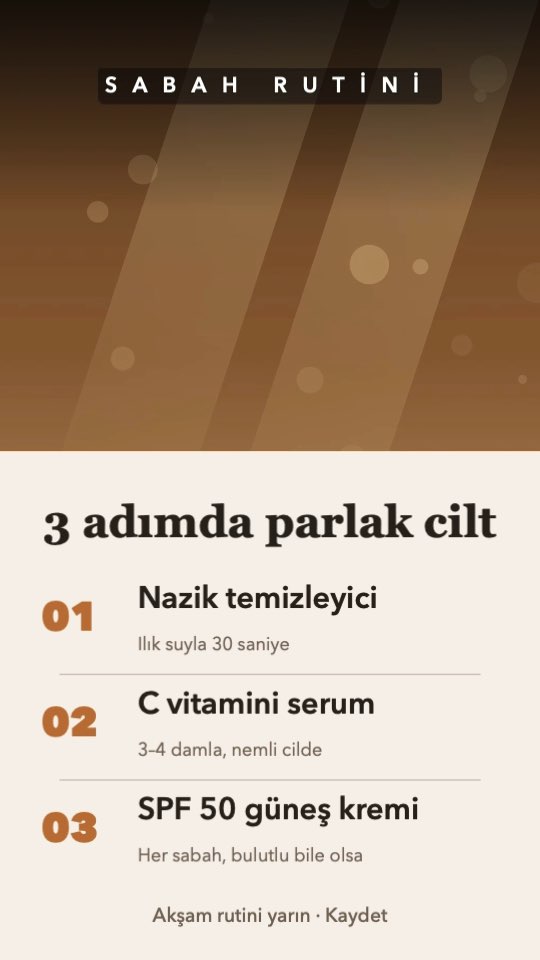 SABAH RUTİNİ
3 adımda parlak cilt
01
Nazik temizleyici
Ilık suyla 30 saniye
02
C vitamini serum
3–4 damla, nemli cilde
03
SPF 50 güneş kremi
Her sabah, bulutlu bile olsa
Akşam rutini yarın · Kaydet